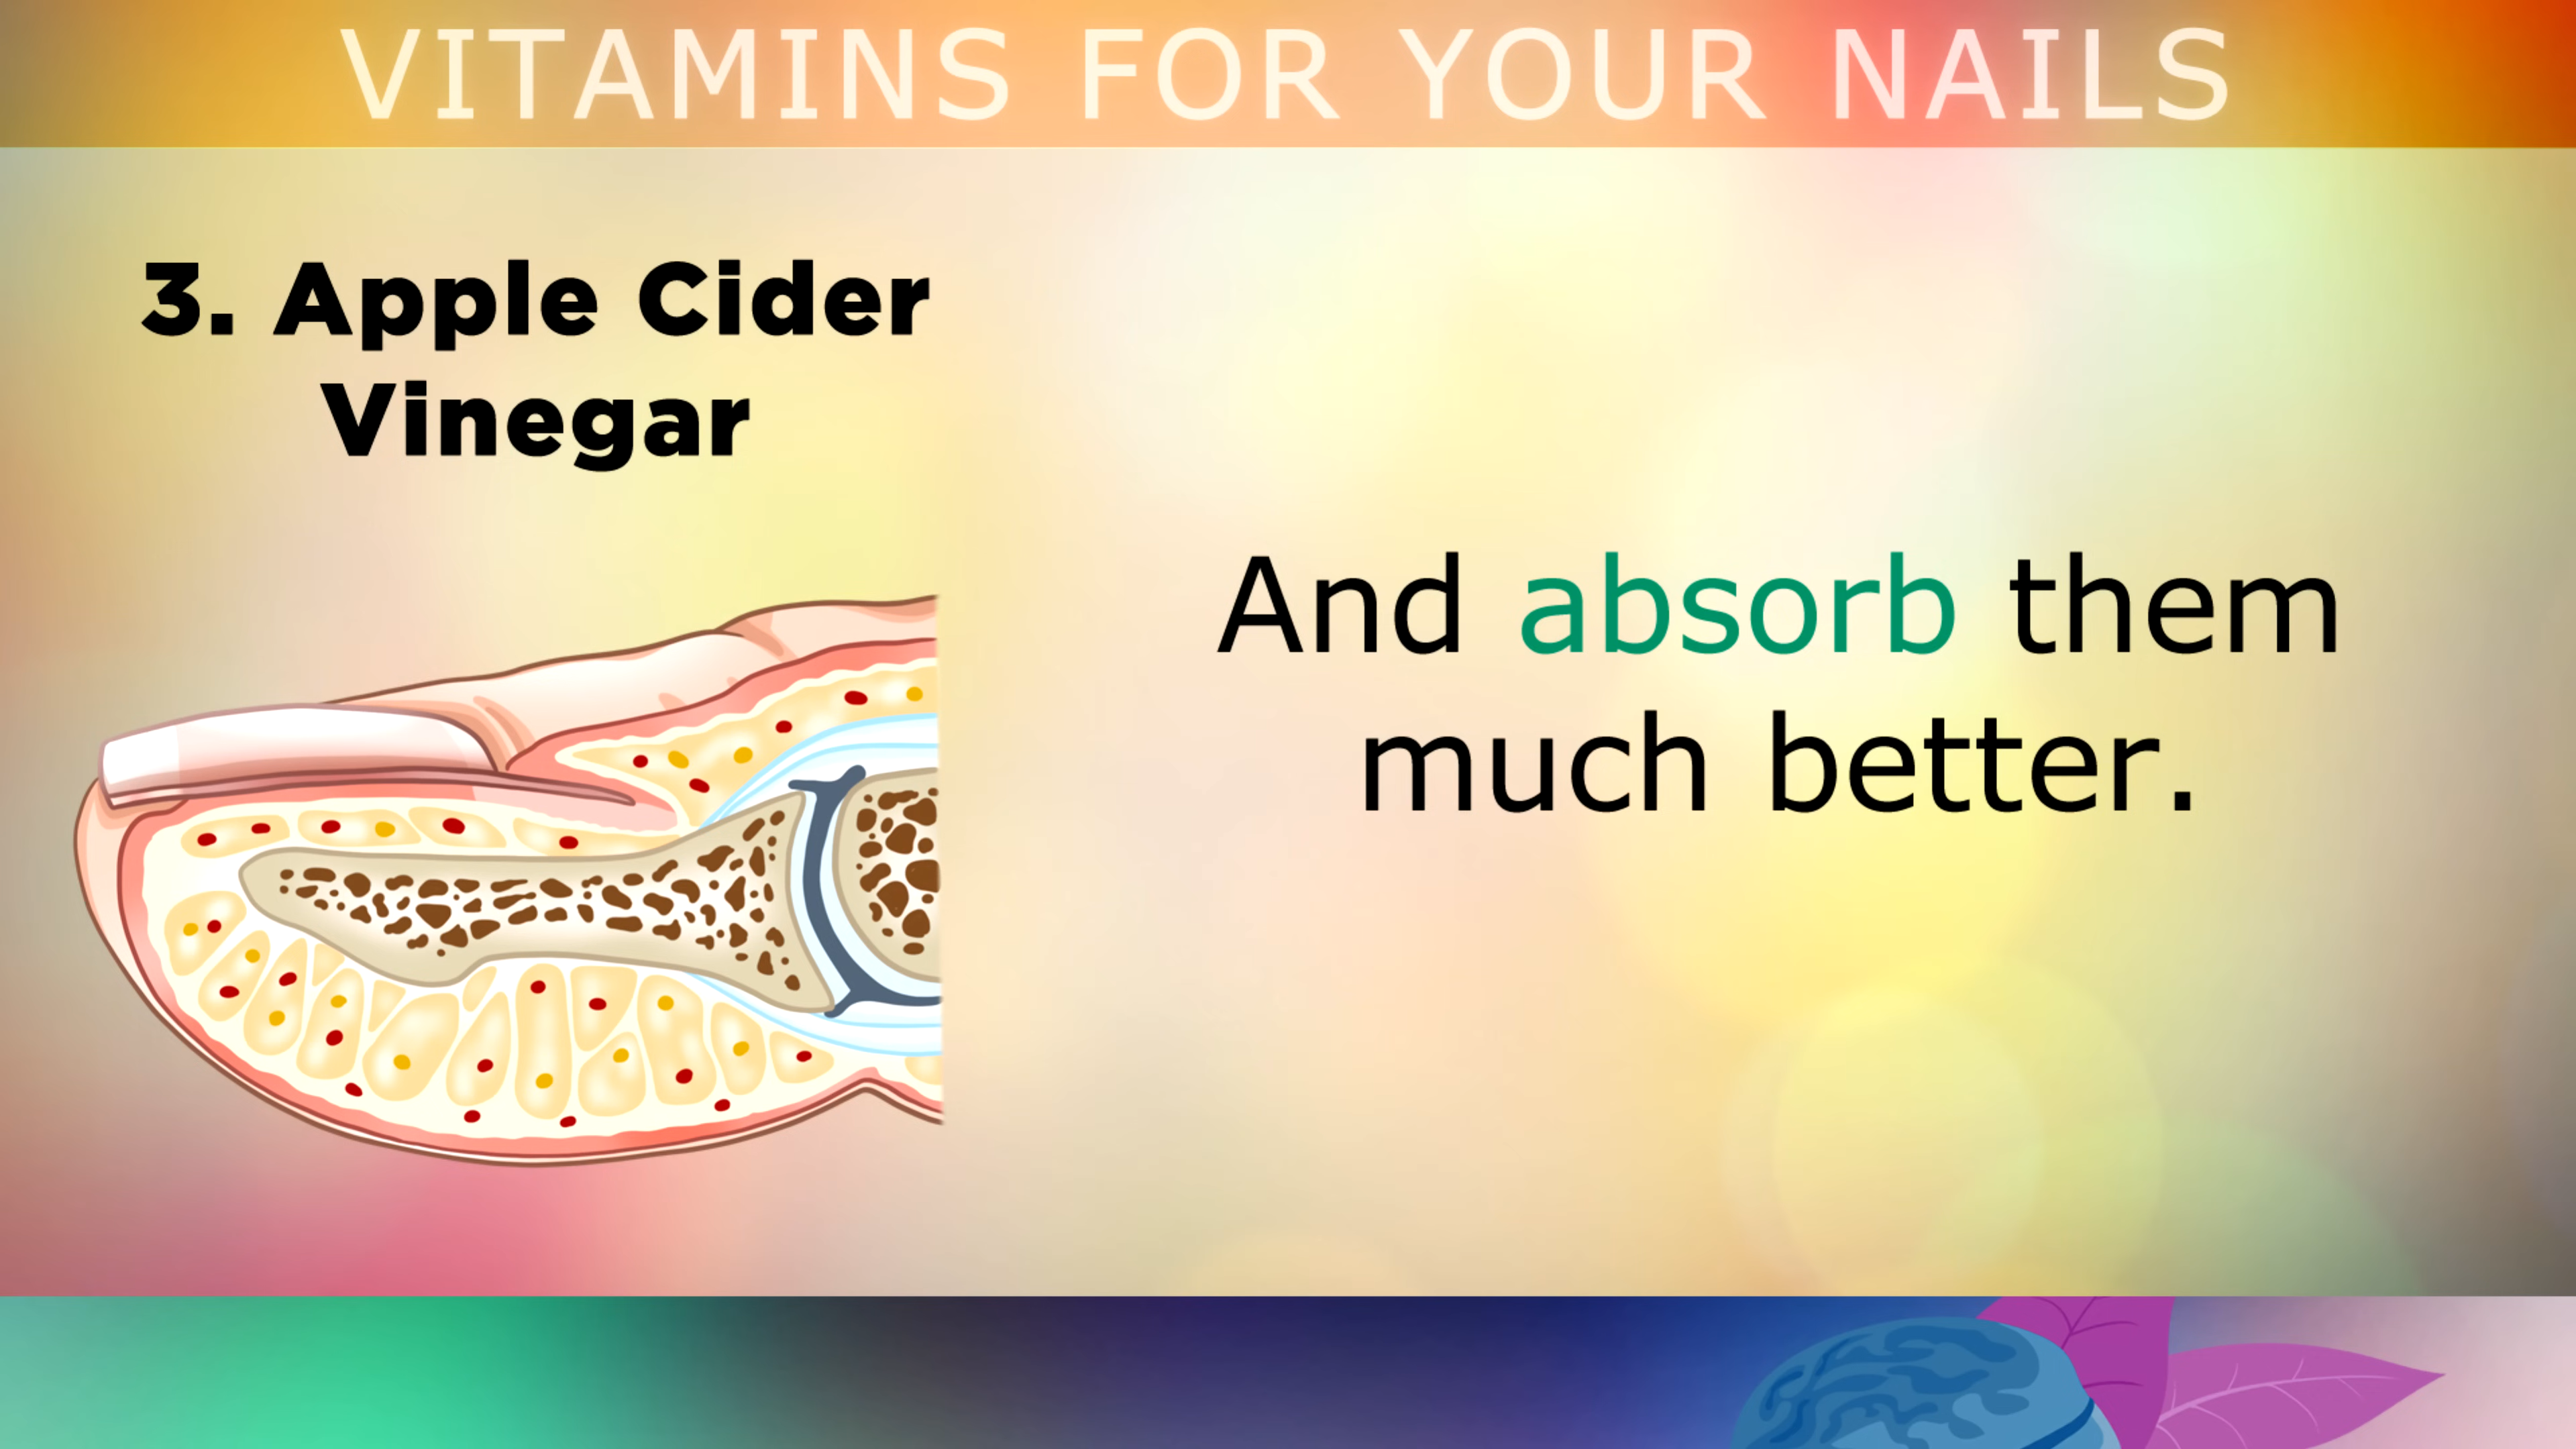 VITAMINS FOR YOUR NAILS
3. Apple Cider
Vinegar
And absorb them
much better.